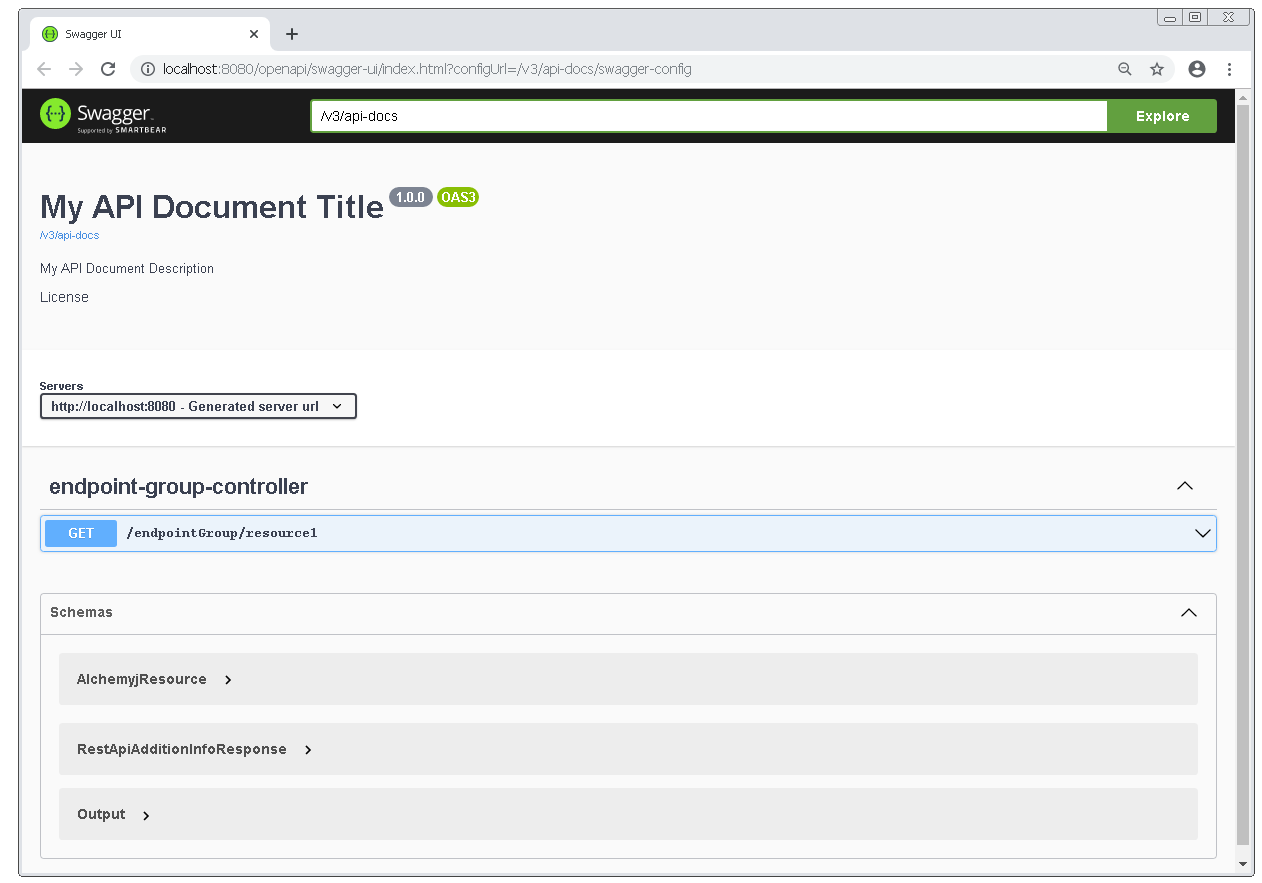 Swagger UI
localhost:8080/openapi/swagger-ui/index.html?configUrl=/v3/api-docs/swagger-config
Swagger.
Supported by SMARTBEAR
/v3/api-docs
Explore
My API Document Title 1.0.0 OAS3
/v3/api-docs
My API Document Description
License
Servers
http://localhost:8080 - Generated server url
endpoint-group-controller
GET /endpointGroup/resource1
Schemas
AlchemyjResource
RestApiAdditionInfoResponse
Output